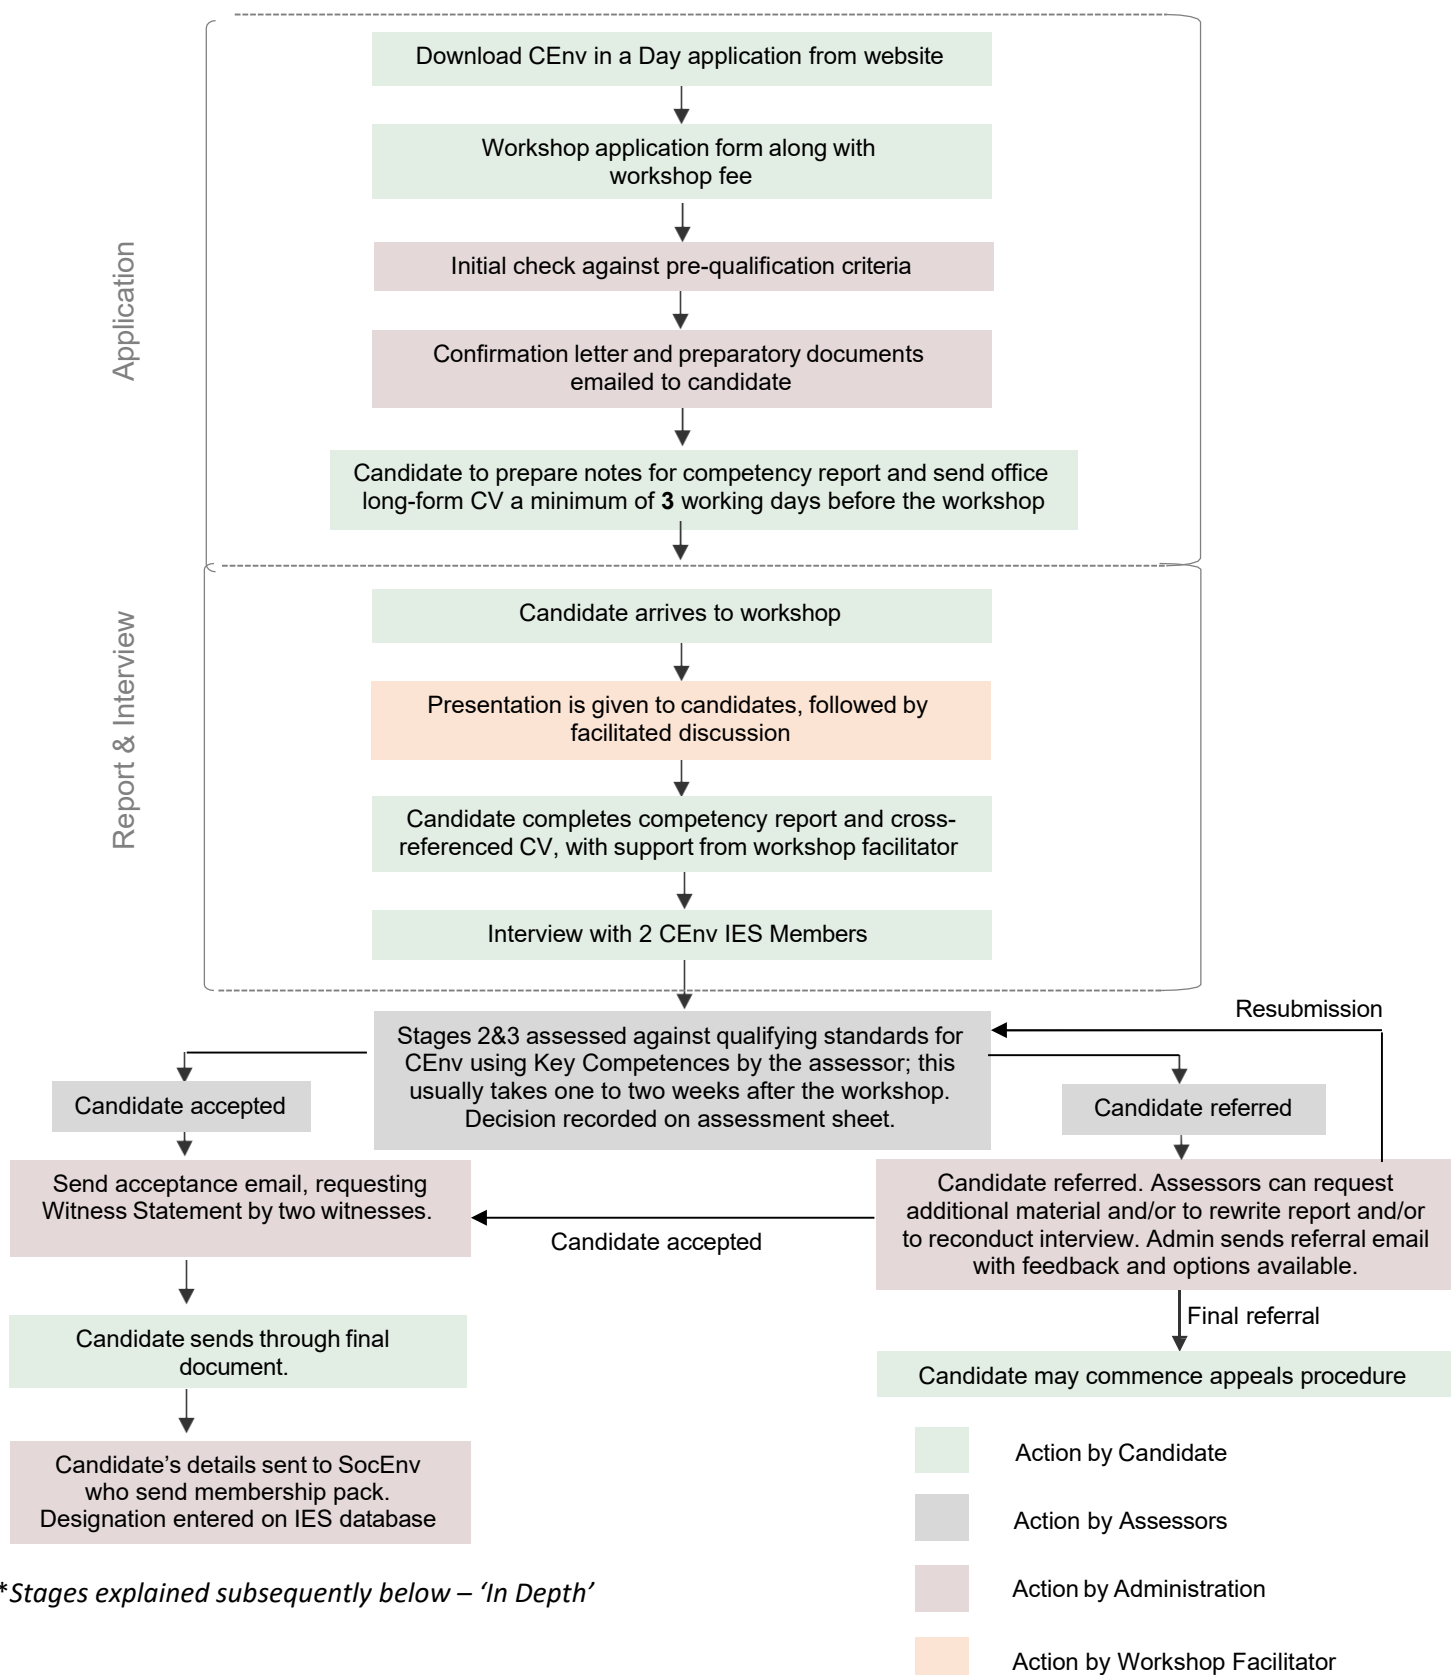 Application
Download CEnv in a Day application from website
Workshop application form along with
workshop fee
Initial check against pre-qualification criteria
Confirmation letter and preparatory documents
emailed to candidate
Candidate to prepare notes for competency report and send office
long-form CV a minimum of 3 working days before the workshop
Report & Interview
Candidate arrives to workshop
Presentation is given to candidates, followed by
facilitated discussion
Candidate completes competency report and cross-
referenced CV, with support from workshop facilitator
Interview with 2 CEnv IES Members
Stages 2&3 assessed against qualifying standards for
CEnv using Key Competences by the assessor; this
usually takes one to two weeks after the workshop.
Decision recorded on assessment sheet.
Resubmission
Candidate accepted
Candidate referred
Send acceptance email, requesting
Witness Statement by two witnesses.
Candidate accepted
Candidate referred. Assessors can request
additional material and/or to rewrite report and/or
to reconduct interview. Admin sends referral email
with feedback and options available.
Final referral
Candidate sends through final
document.
Candidate may commence appeals procedure
Candidate’s details sent to SocEnv
who send membership pack.
Designation entered on IES database
Action by Candidate
Action by Assessors
Action by Administration
Action by Workshop Facilitator
*Stages explained subsequently below – ‘In Depth’